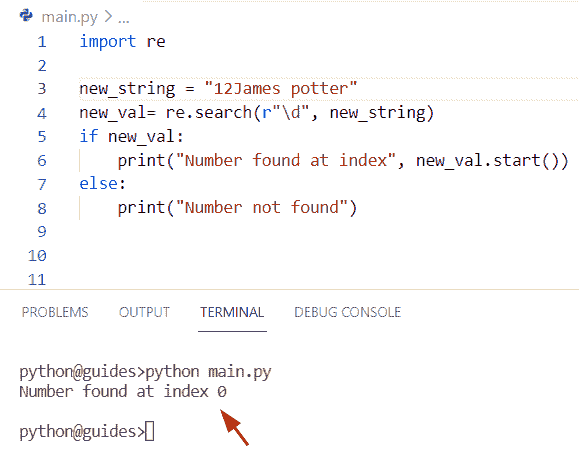 main.py > ...
1 import re
2
3 new_string = "12James potter"
4 new_val= re.search(r"\d", new_string)
5 if new_val:
6     print("Number found at index", new_val.start())
7 else:
8     print("Number not found")
9
10
11
PROBLEMS OUTPUT TERMINAL DEBUG CONSOLE
python@guides>python main.py
Number found at index 0
python@guides>